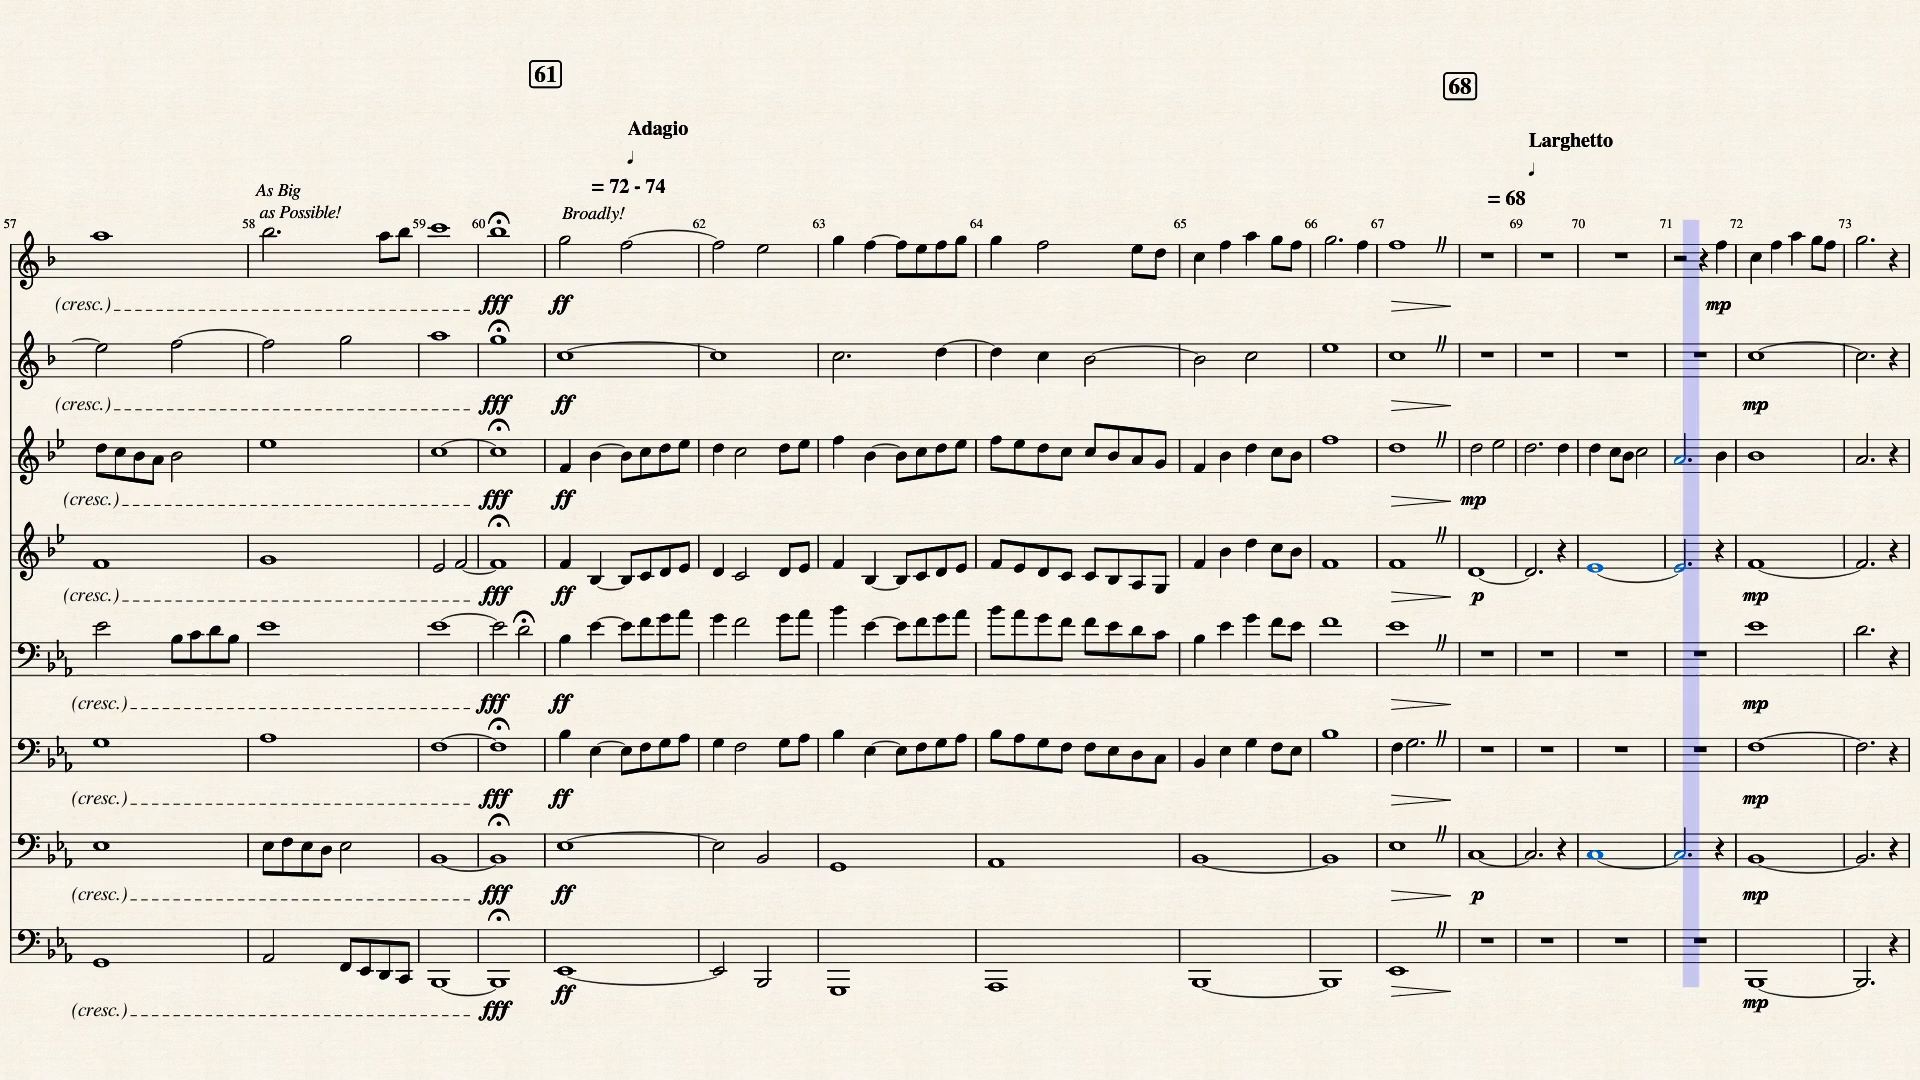 61
68
Adagio
Larghetto
= 72 - 74
= 68
As Big
as Possible!
Broadly!
57 58 59 60 62 63 64 65 66 67 69 70 71 72 73
(cresc.) fff ff mp
(cresc.) fff ff mp
(cresc.) fff ff mp
(cresc.) fff ff p mp
(cresc.) fff ff mp
(cresc.) fff ff mp
(cresc.) fff ff p mp
(cresc.) fff ff mp